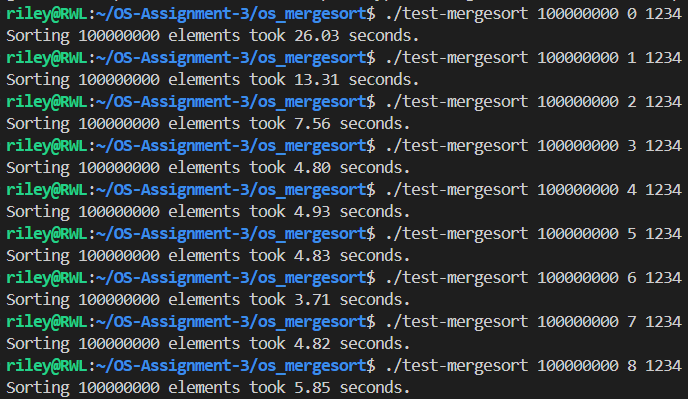 riley@RWL:~/OS-Assignment-3/os_mergesort$ ./test-mergesort 100000000 0 1234
Sorting 100000000 elements took 26.03 seconds.
riley@RWL:~/OS-Assignment-3/os_mergesort$ ./test-mergesort 100000000 1 1234
Sorting 100000000 elements took 13.31 seconds.
riley@RWL:~/OS-Assignment-3/os_mergesort$ ./test-mergesort 100000000 2 1234
Sorting 100000000 elements took 7.56 seconds.
riley@RWL:~/OS-Assignment-3/os_mergesort$ ./test-mergesort 100000000 3 1234
Sorting 100000000 elements took 4.80 seconds.
riley@RWL:~/OS-Assignment-3/os_mergesort$ ./test-mergesort 100000000 4 1234
Sorting 100000000 elements took 4.93 seconds.
riley@RWL:~/OS-Assignment-3/os_mergesort$ ./test-mergesort 100000000 5 1234
Sorting 100000000 elements took 4.83 seconds.
riley@RWL:~/OS-Assignment-3/os_mergesort$ ./test-mergesort 100000000 6 1234
Sorting 100000000 elements took 3.71 seconds.
riley@RWL:~/OS-Assignment-3/os_mergesort$ ./test-mergesort 100000000 7 1234
Sorting 100000000 elements took 4.82 seconds.
riley@RWL:~/OS-Assignment-3/os_mergesort$ ./test-mergesort 100000000 8 1234
Sorting 100000000 elements took 5.85 seconds.